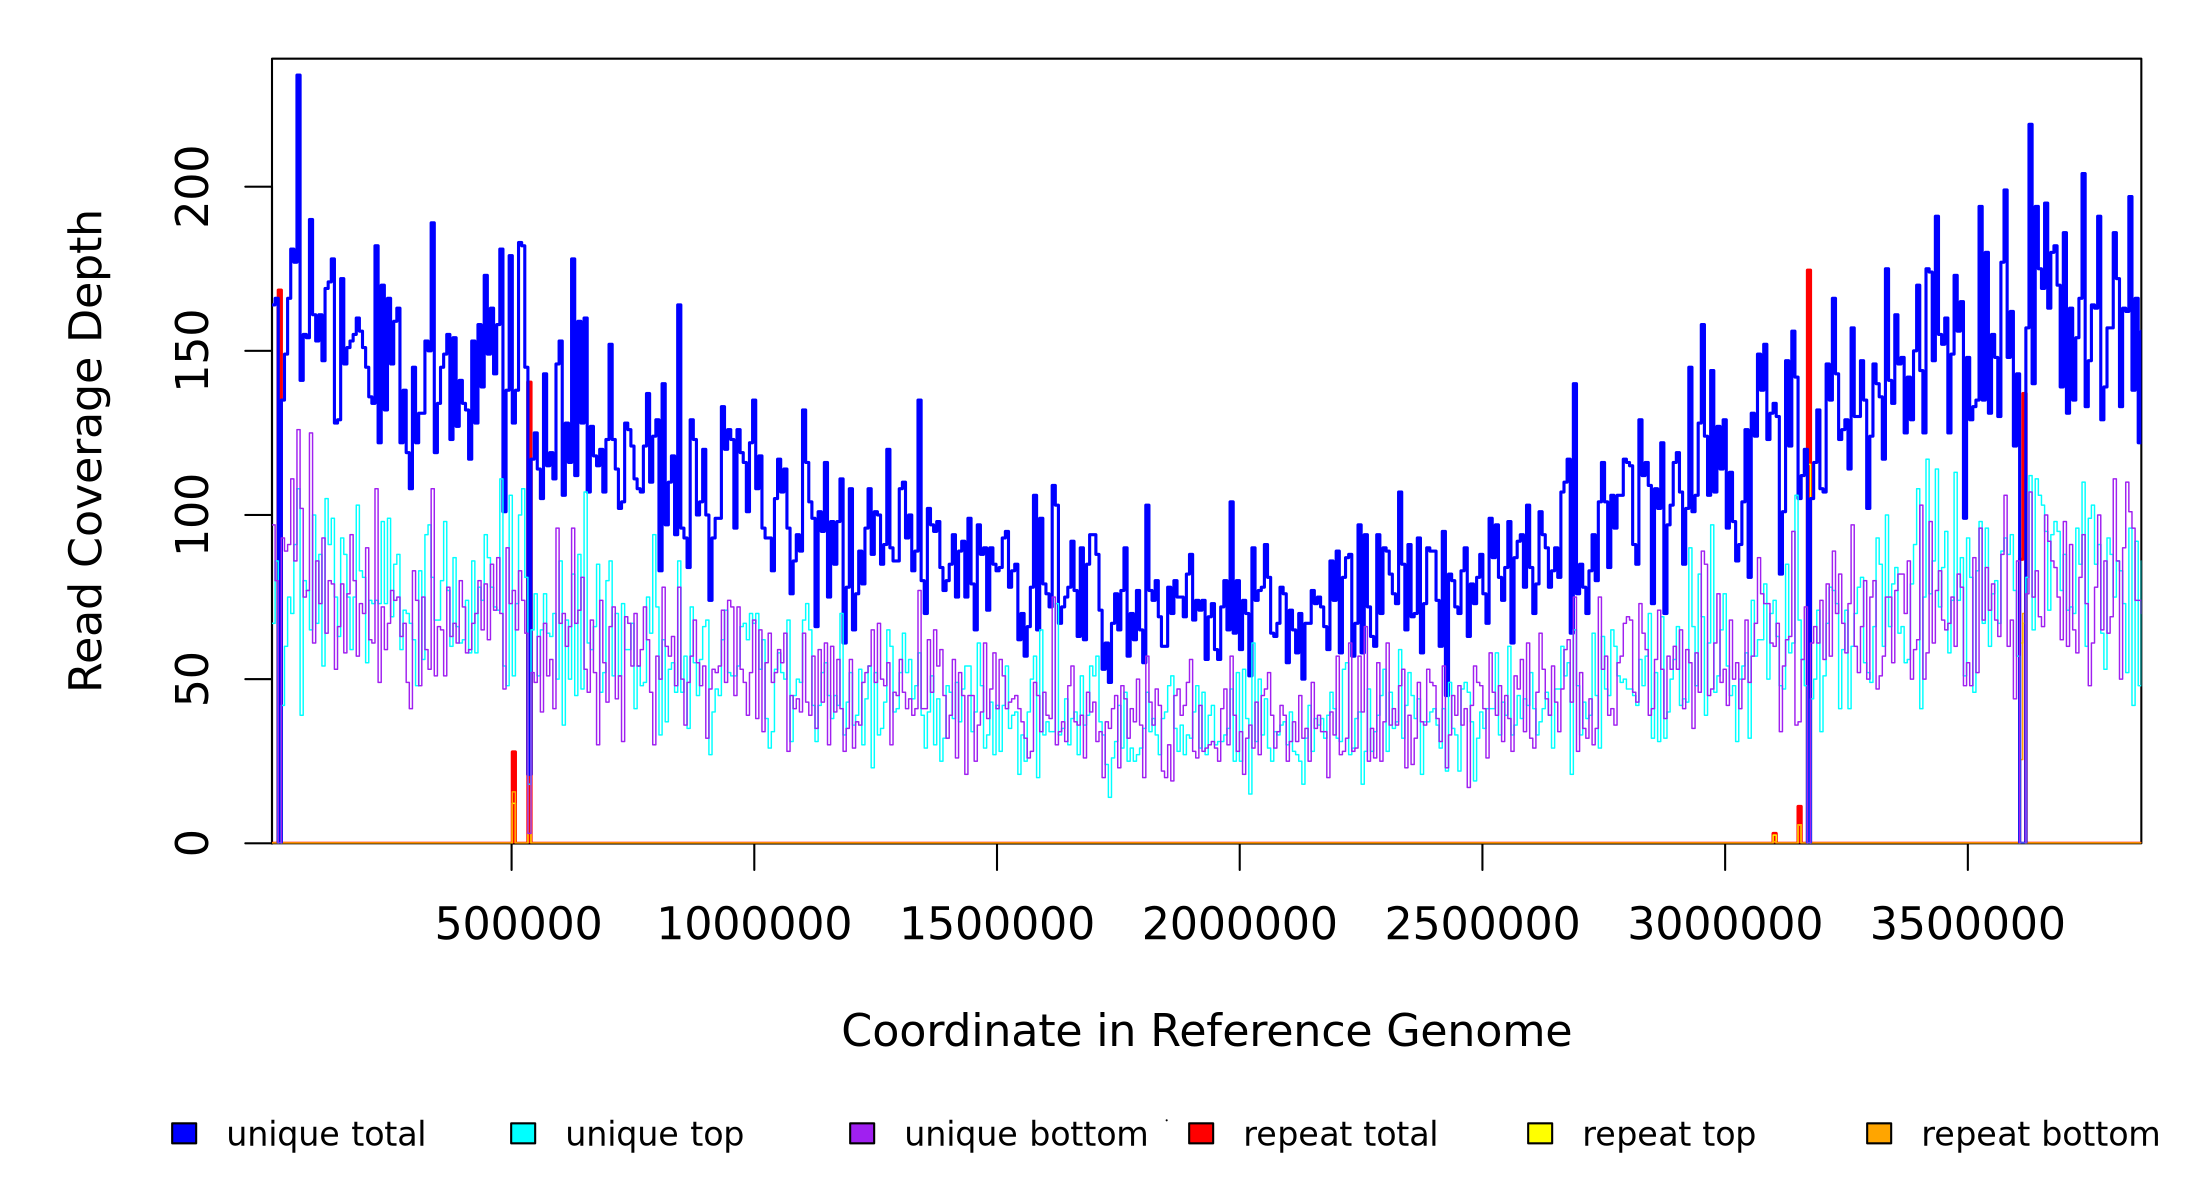 Read Coverage Depth
200
150
100
50
0
500000 1000000 1500000 2000000 2500000 3000000 3500000
Coordinate in Reference Genome
unique total unique top unique bottom repeat total repeat top repeat bottom